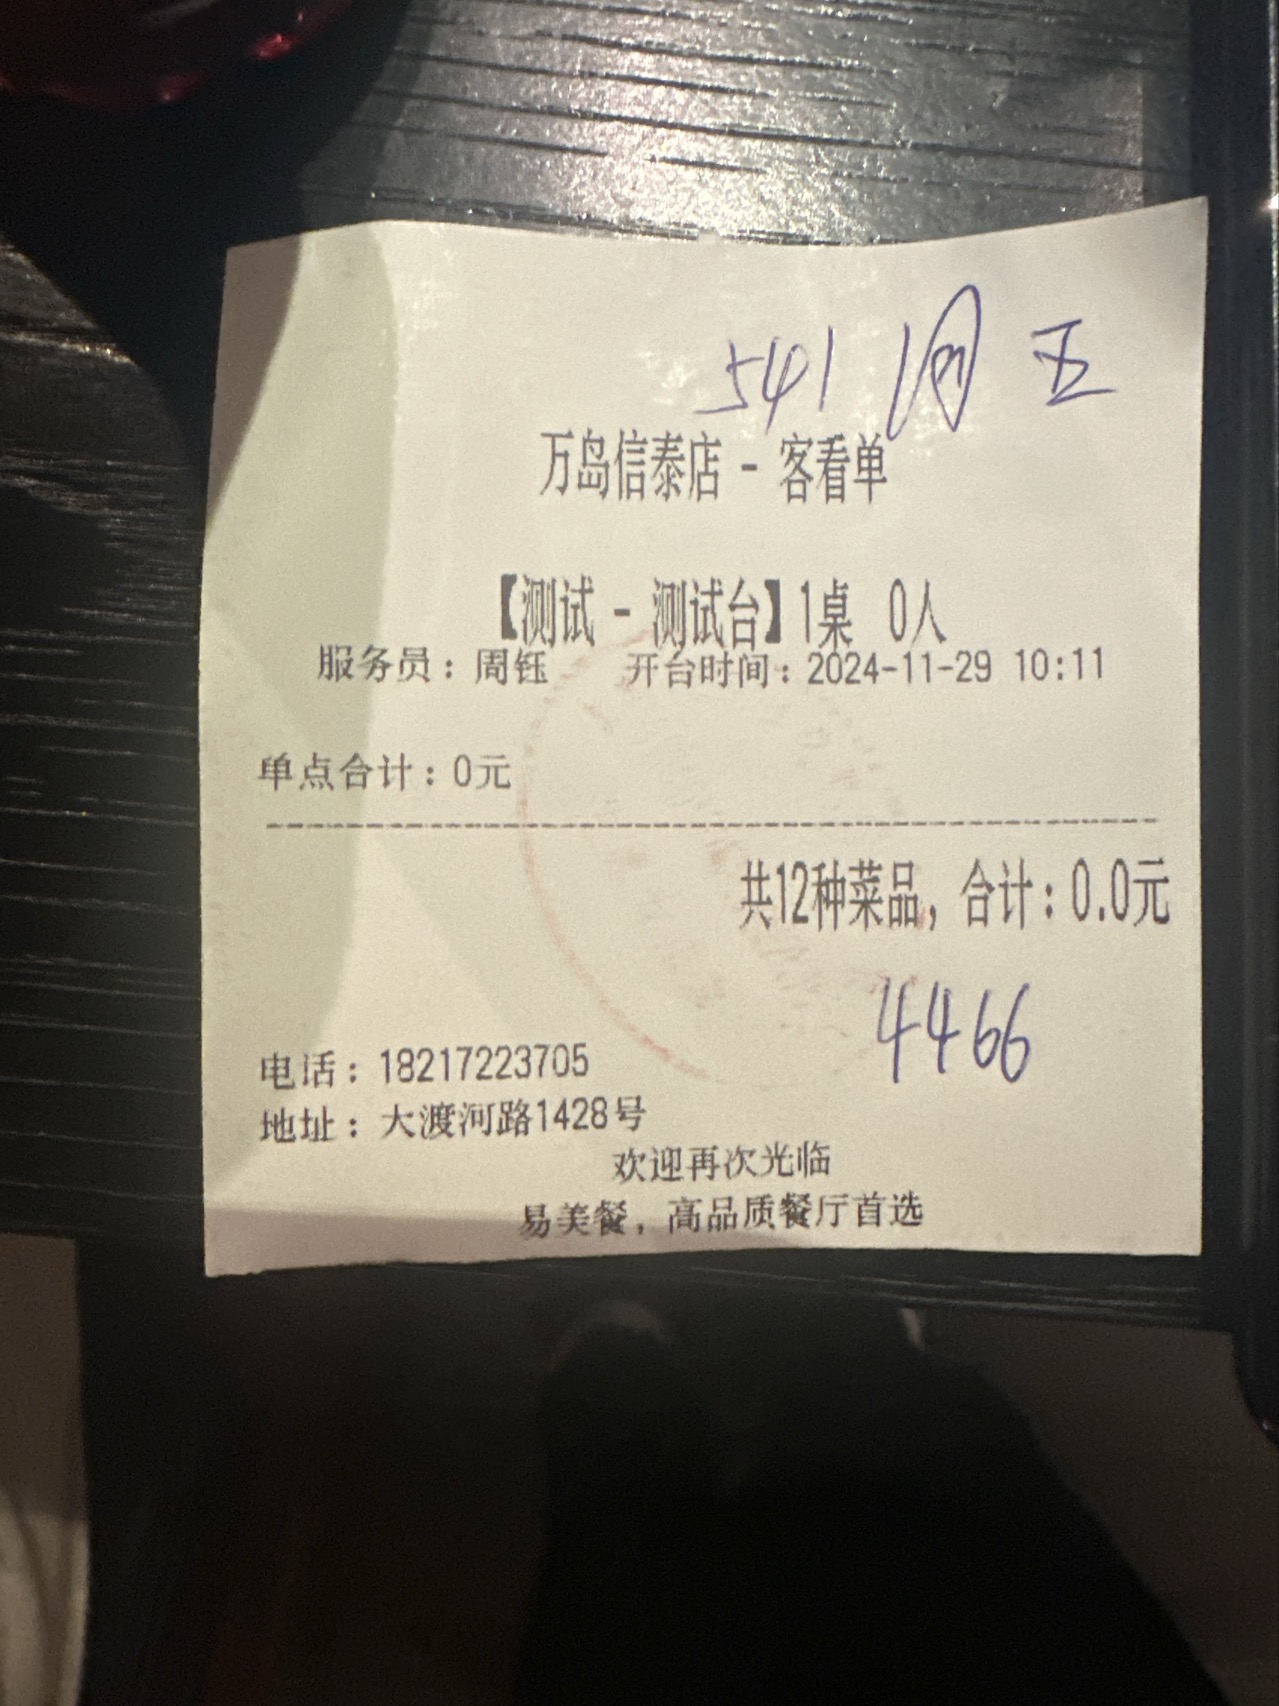 541 周五
万岛信泰店 - 客看单
【测试 - 测试台】1桌 0人
服务员：周钰 开台时间：2024-11-29 10:11
单点合计：0元
共12种菜品，合计：0.0元
4466
电话：18217223705
地址：大渡河路1428号
欢迎再次光临
易美餐，高品质餐厅首选